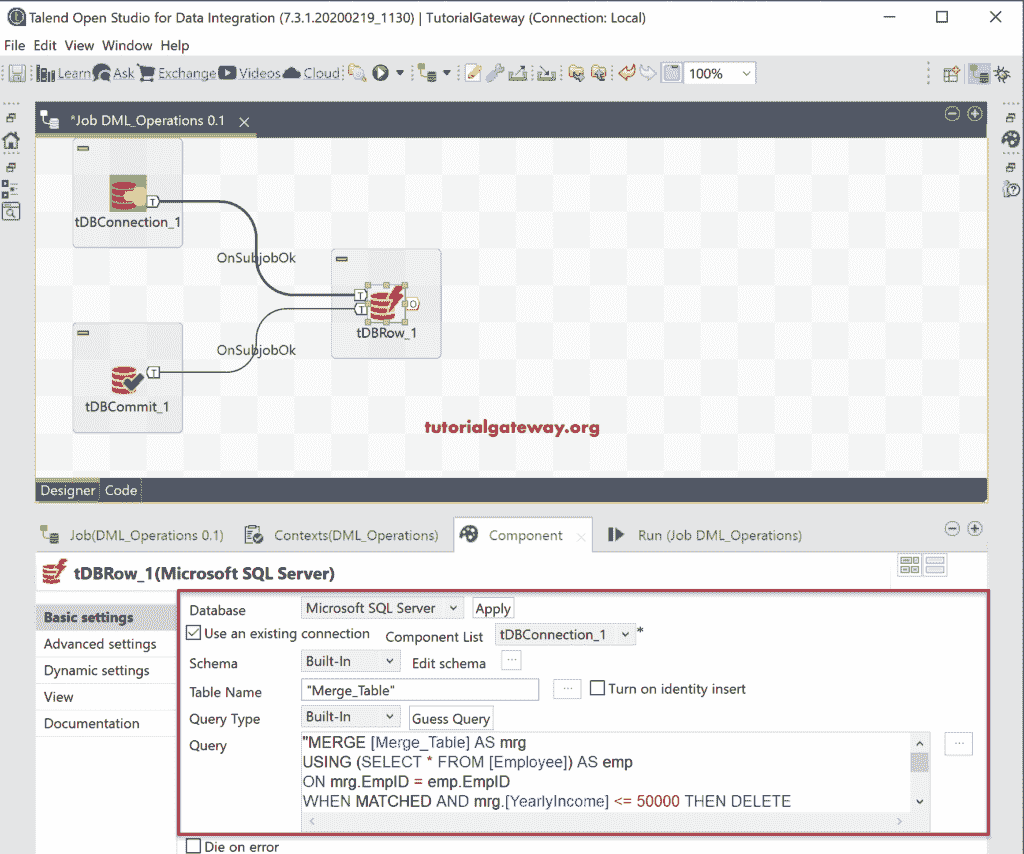 Talend Open Studio for Data Integration (7.3.1.20200219_1130) | TutorialGateway (Connection: Local)
File Edit View Window Help
Learn Ask Exchange Videos Cloud 100%
*Job DML_Operations 0.1
T
tDBConnection_1
OnSubjobOk
T
T
O
tDBRow_1
OnSubjobOk
T
tDBCommit_1
tutorialgateway.org
Designer Code
Job(DML_Operations 0.1) Contexts(DML_Operations) Component Run (Job DML_Operations)
tDBRow_1(Microsoft SQL Server)
Basic settings
Advanced settings
Dynamic settings
View
Documentation
Database Microsoft SQL Server Apply
Use an existing connection Component List tDBConnection_1 *
Schema Built-In Edit schema ...
Table Name "Merge_Table" ... Turn on identity insert
Query Type Built-In Guess Query
Query "MERGE [Merge_Table] AS mrg ...
USING (SELECT * FROM [Employee]) AS emp
ON mrg.EmpID = emp.EmpID
WHEN MATCHED AND mrg.[YearlyIncome] <= 50000 THEN DELETE
Die on error